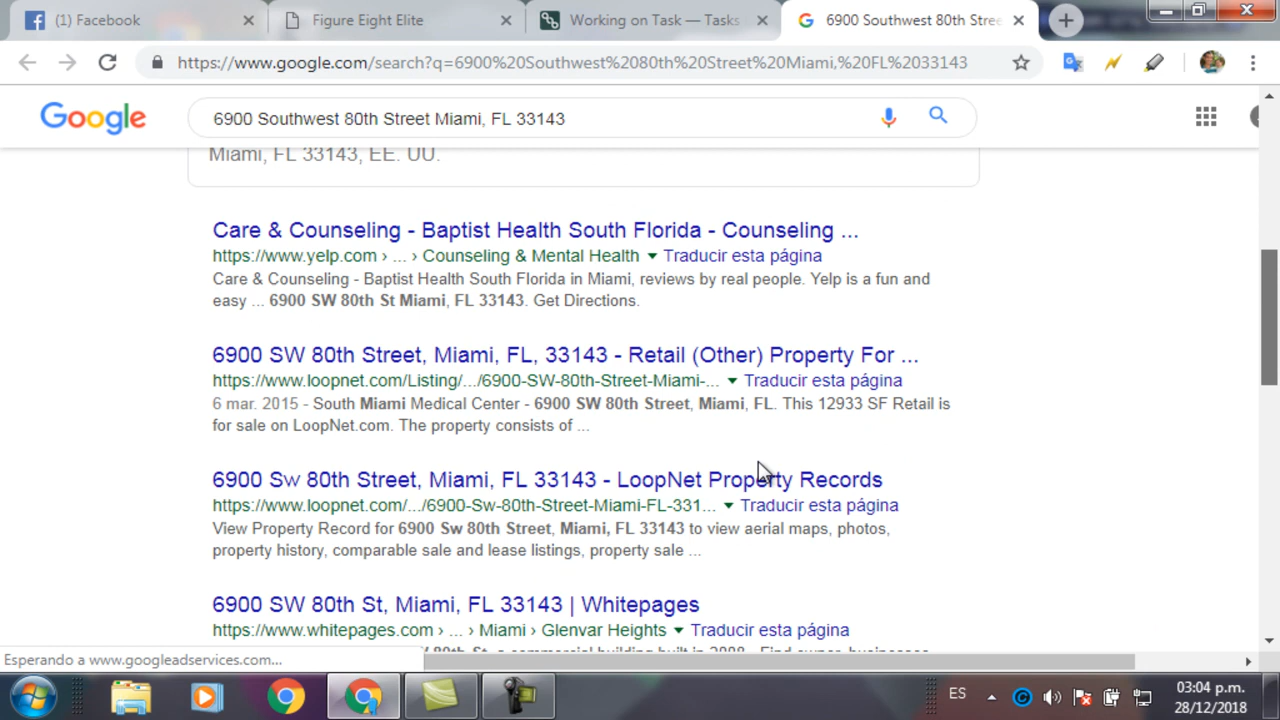 (1) Facebook
Figure Eight Elite
Working on Task — Tasks
6900 Southwest 80th Stree
https://www.google.com/search?q=6900%20Southwest%2080th%20Street%20Miami,%20FL%2033143
Google
6900 Southwest 80th Street Miami, FL 33143
Miami, FL 33143, EE. UU.
Care & Counseling - Baptist Health South Florida - Counseling ...
https://www.yelp.com › ... › Counseling & Mental Health Traducir esta página
Care & Counseling - Baptist Health South Florida in Miami, reviews by real people. Yelp is a fun and
easy ... 6900 SW 80th St Miami, FL 33143. Get Directions.
6900 SW 80th Street, Miami, FL, 33143 - Retail (Other) Property For ...
https://www.loopnet.com/Listing/.../6900-SW-80th-Street-Miami-... Traducir esta página
6 mar. 2015 - South Miami Medical Center - 6900 SW 80th Street, Miami, FL. This 12933 SF Retail is
for sale on LoopNet.com. The property consists of ...
6900 Sw 80th Street, Miami, FL 33143 - LoopNet Property Records
https://www.loopnet.com/.../6900-Sw-80th-Street-Miami-FL-331... Traducir esta página
View Property Record for 6900 Sw 80th Street, Miami, FL 33143 to view aerial maps, photos,
property history, comparable sale and lease listings, property sale ...
6900 SW 80th St, Miami, FL 33143 | Whitepages
https://www.whitepages.com › ... › Miami › Glenvar Heights Traducir esta página
Esperando a www.googleadservices.com...
ES
03:04 p.m.
28/12/2018